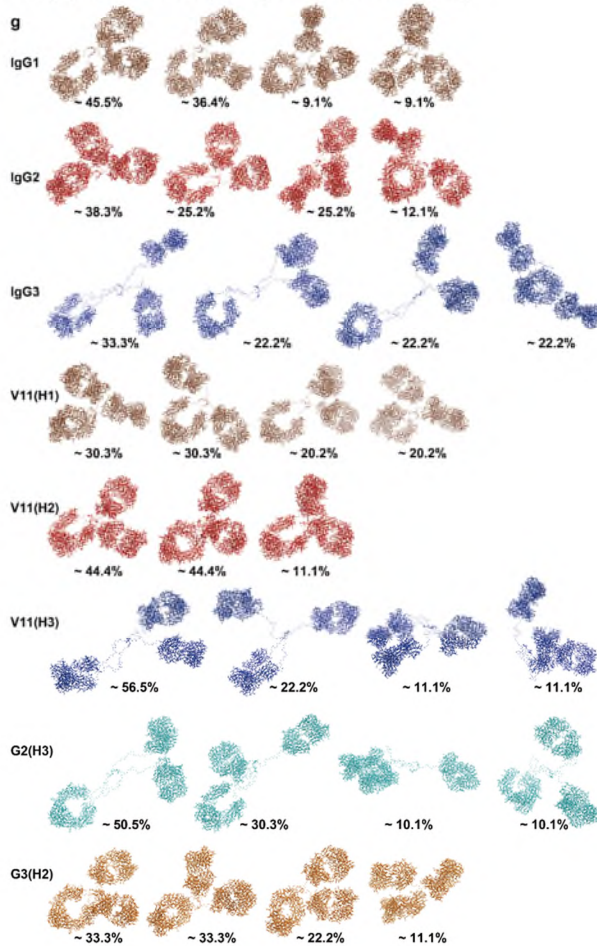 g
IgG1
~ 45.5% ~ 36.4% ~ 9.1% ~ 9.1%
IgG2
~ 38.3% ~ 25.2% ~ 25.2% ~ 12.1%
IgG3
~ 33.3% ~ 22.2% ~ 22.2% ~ 22.2%
V11(H1)
~ 30.3% ~ 30.3% ~ 20.2% ~ 20.2%
V11(H2)
~ 44.4% ~ 44.4% ~ 11.1%
V11(H3)
~ 56.5% ~ 22.2% ~ 11.1% ~ 11.1%
G2(H3)
~ 50.5% ~ 30.3% ~ 10.1% ~ 10.1%
G3(H2)
~ 33.3% ~ 33.3% ~ 22.2% ~ 11.1%